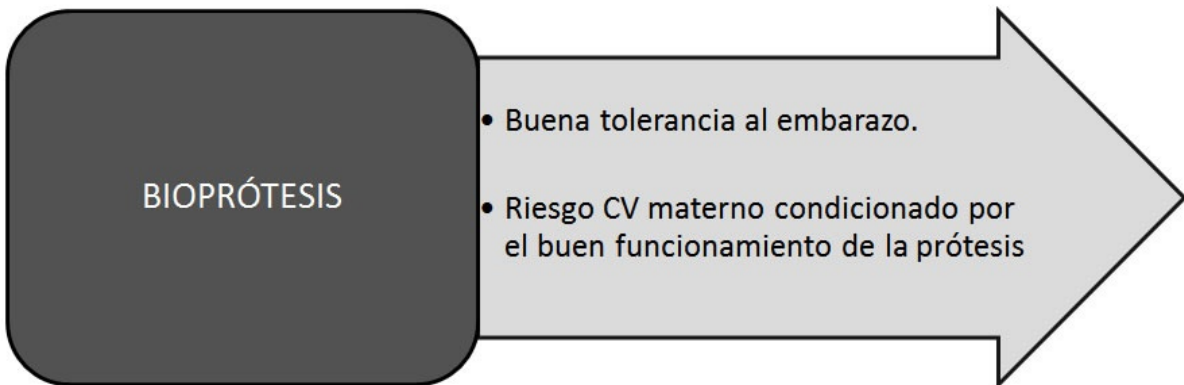 BIOPRÓTESIS
• Buena tolerancia al embarazo.
• Riesgo CV materno condicionado por
el buen funcionamiento de la prótesis